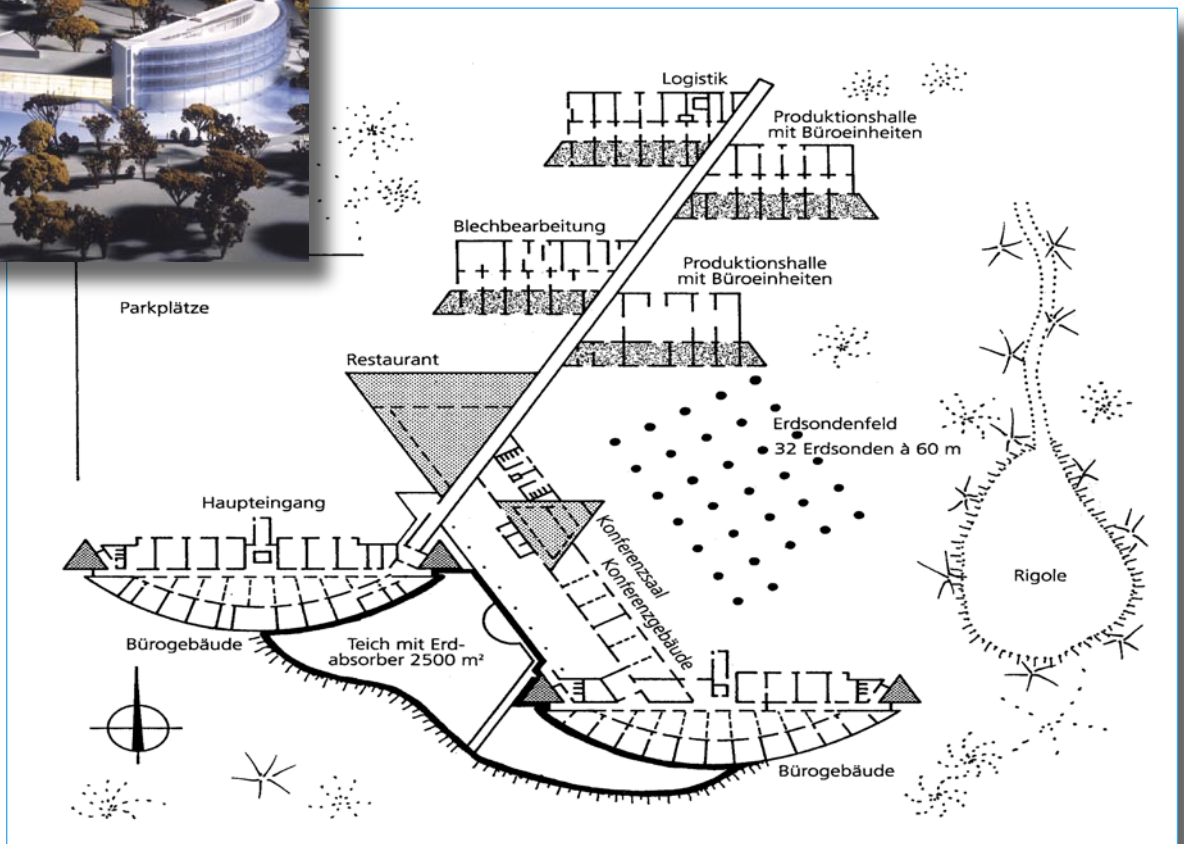 Logistik
Produktionshalle
mit Büroeinheiten
Blechbearbeitung
Produktionshalle
mit Büroeinheiten
Parkplätze
Restaurant
Erdsondenfeld
32 Erdsonden à 60 m
Haupteingang
Konferenzsaal
Konferenzgebäude
Rigole
Bürogebäude
Teich mit Erd-
absorber 2500 m²
Bürogebäude